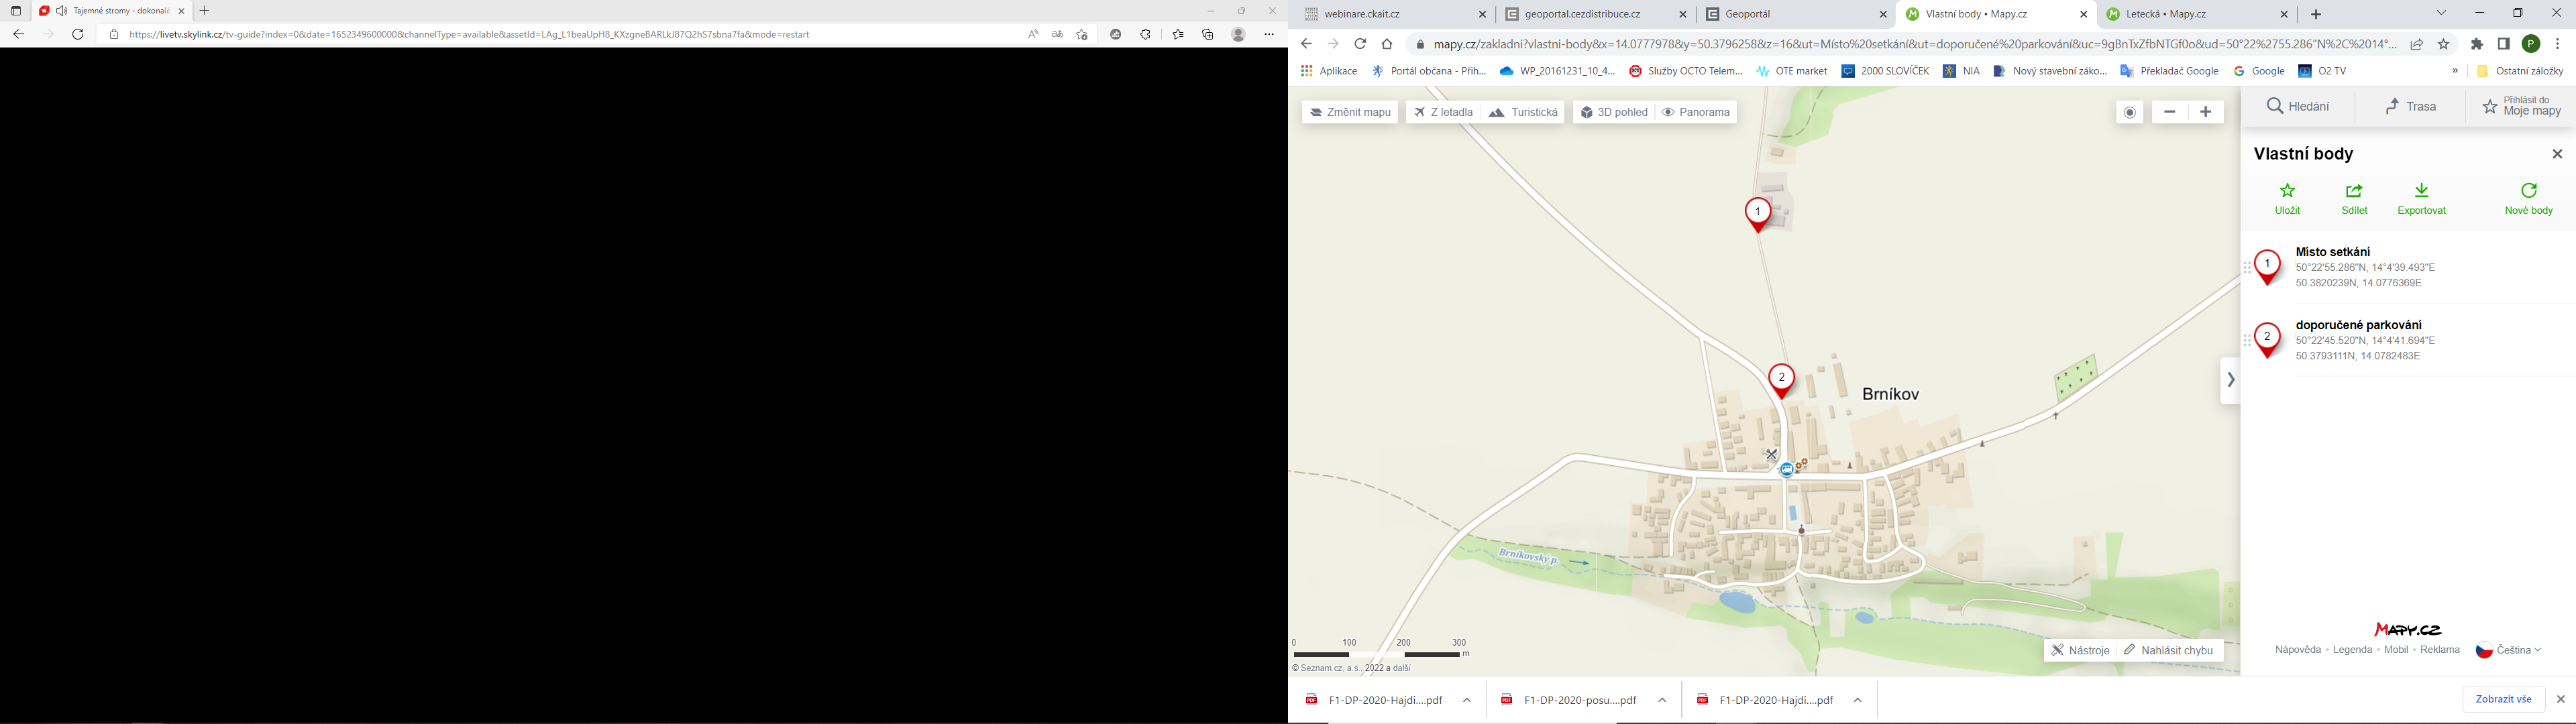 Tajemné stromy - dokonalé
https://livetv.skylink.cz/tv-guide?index=0&date=1652349600000&channelType=available&assetId=LAg_L1beaUpH8_KXzgneBARLkJ87Q2hS7sbna7fa&mode=restart
webinare.ckait.cz
geoportal.cezdistribuce.cz
Geoportál
Vlastní body • Mapy.cz
Letecká • Mapy.cz
mapy.cz/zakladni?vlastni-body&x=14.0777978&y=50.3796258&z=16&ut=Místo%20setkání&ut=doporučené%20parkování&uc=9gBnTxZfbNTGf0o&ud=50°22%2755.286"N%2C%2014°...
P
Aplikace
Portál občana - Přih...
WP_20161231_10_4...
Služby OCTO Telem...
OTE market
2000 SLOVÍČEK
NIA
Nový stavební záko...
Překladač Google
Google
O2 TV
»
Ostatní záložky
Změnit mapu
Z letadla
Turistická
3D pohled
Panorama
Hledání
Trasa
Přihlásit do
Moje mapy
Vlastní body
Uložit
Sdílet
Exportovat
Nové body
1
Místo setkání
50°22'55.286"N, 14°4'39.493"E
50.3820239N, 14.0776369E
2
doporučené parkování
50°22'45.520"N, 14°4'41.694"E
50.3793111N, 14.0782483E
1
2
Brníkov
Brníkovský p.
0 100 200 300
m
© Seznam.cz, a.s., 2022 a další
Nástroje
Nahlásit chybu
Mapy.cz
Nápověda • Legenda • Mobil • Reklama
Čeština
F1-DP-2020-Hajdi....pdf
F1-DP-2020-posu....pdf
F1-DP-2020-Hajdi....pdf
Zobrazit vše